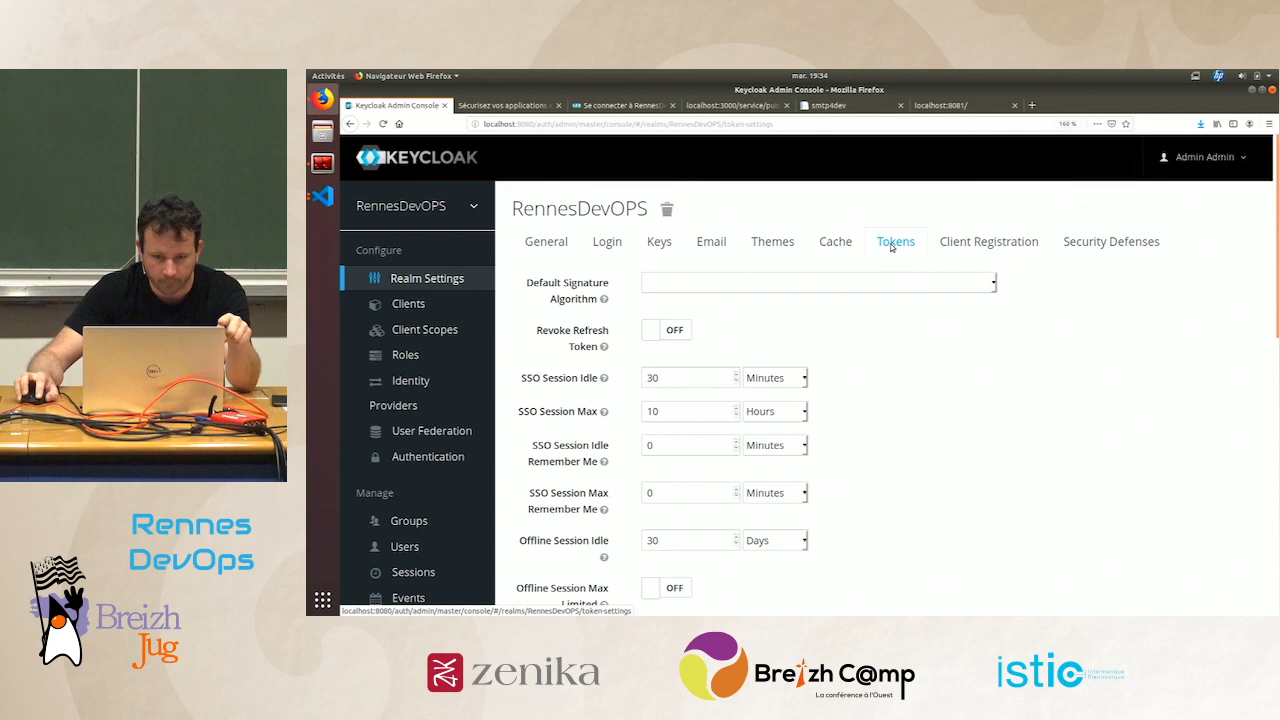 Activités
Navigateur Web Firefox
mar. 19:34
Keycloak Admin Console - Mozilla Firefox
Keycloak Admin Console
Sécurisez vos applications
Se connecter à RennesD
localhost:3000/service/pub
smtp4dev
localhost:8081/
localhost:8080/auth/admin/master/console/#/realms/RennesDevOPS/token-settings
160 %
KEYCLOAK
Admin Admin
RennesDevOPS
RennesDevOPS
General
Login
Keys
Email
Themes
Cache
Tokens
Client Registration
Security Defenses
Configure
Realm Settings
Clients
Client Scopes
Roles
Identity
Providers
User Federation
Authentication
Manage
Groups
Users
Sessions
Events
Default Signature
Algorithm
Revoke Refresh
Token
OFF
SSO Session Idle
30
Minutes
SSO Session Max
10
Hours
SSO Session Idle
Remember Me
0
Minutes
SSO Session Max
Remember Me
0
Minutes
Offline Session Idle
30
Days
Offline Session Max
Limited
OFF
localhost:8080/auth/admin/master/console/#/realms/RennesDevOPS/token-settings
DELL
Rennes
DevOps
Breizh
Jug
zenika
Breizh C@mp
La conférence à l'Ouest
istic
Informatique
Électronique